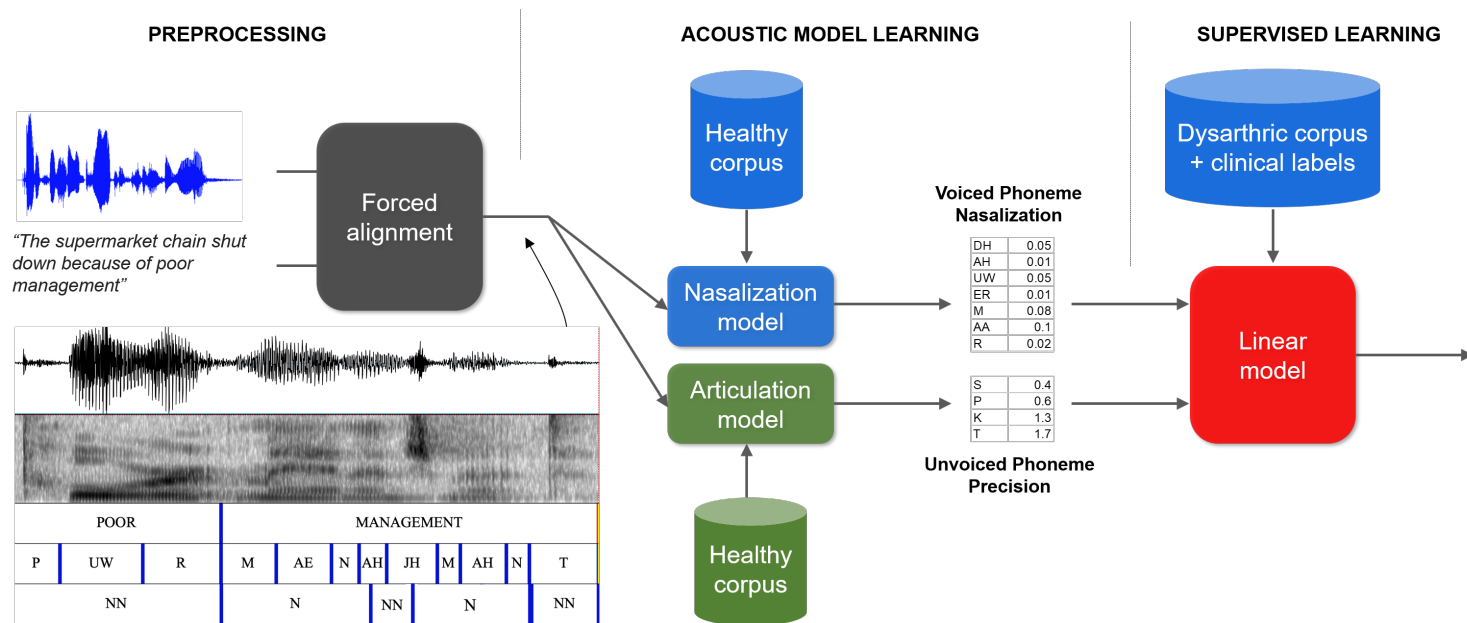 PREPROCESSING
ACOUSTIC MODEL LEARNING
SUPERVISED LEARNING
“The supermarket chain shut
down because of poor
management”
Forced
alignment
POOR MANAGEMENT
P UW R M AE N AH JH M AH N T
NN N NN N NN
Healthy
corpus
Nasalization
model
Articulation
model
Healthy
corpus
Voiced Phoneme
Nasalization
DH 0.05
AH 0.01
UW 0.05
ER 0.01
M 0.08
AA 0.1
R 0.02
S 0.4
P 0.6
K 1.3
T 1.7
Unvoiced Phoneme
Precision
Dysarthric corpus
+ clinical labels
Linear
model